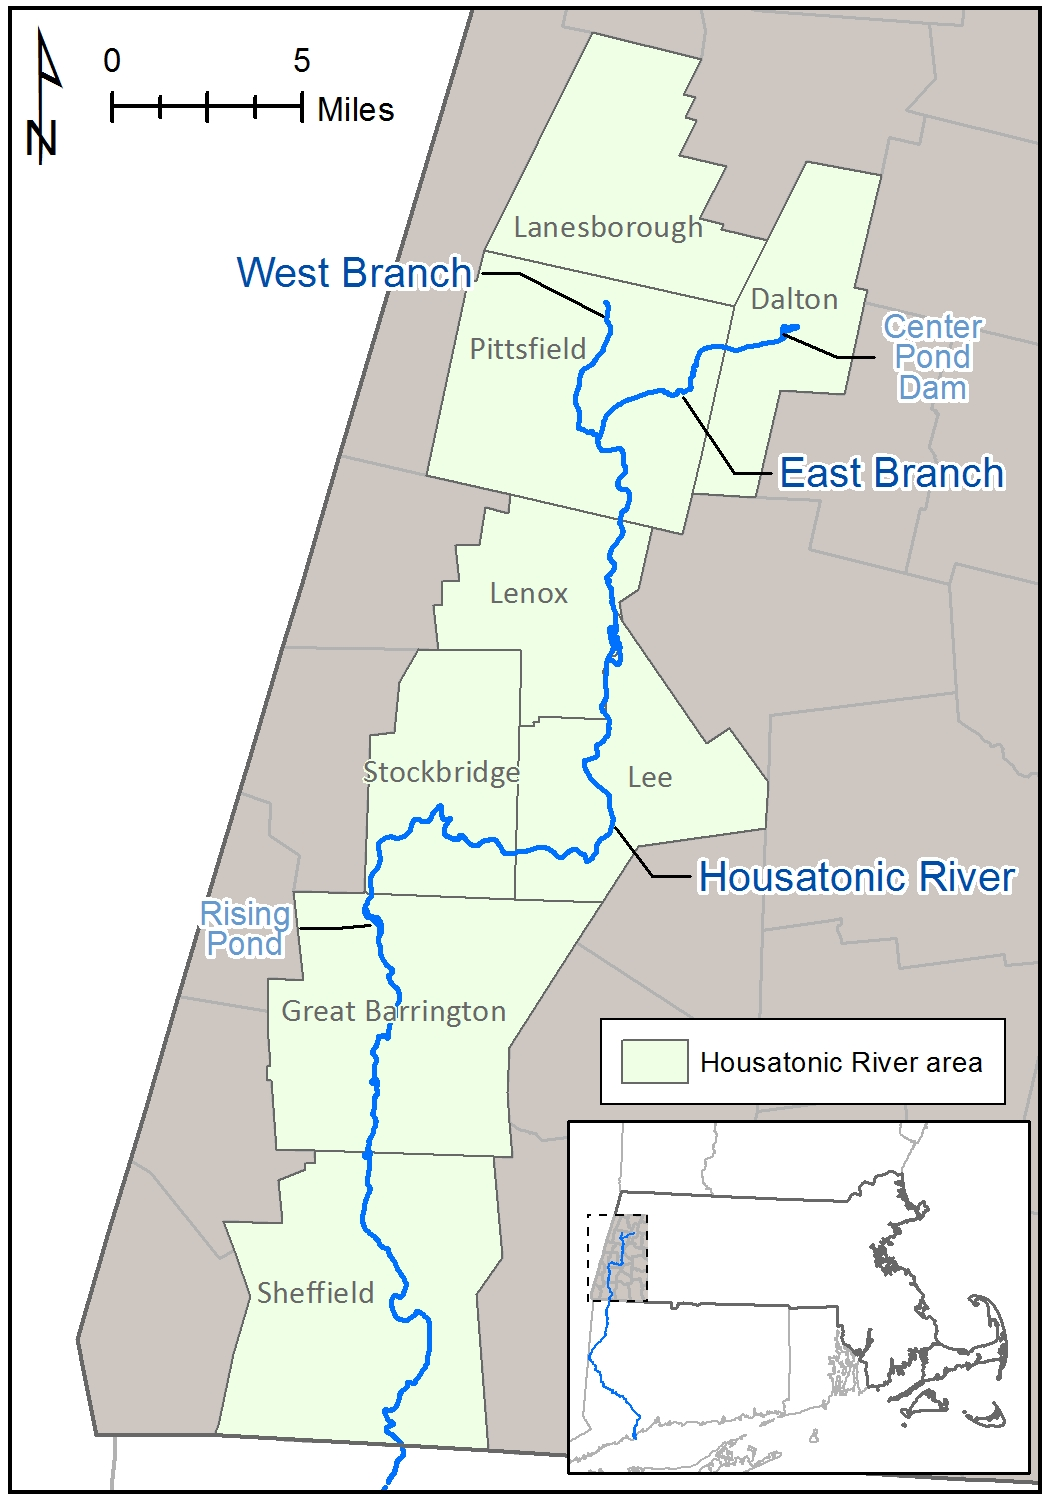 0 5
Miles
N
Lanesborough
West Branch
Dalton
Center
Pond
Dam
Pittsfield
East Branch
Lenox
Stockbridge
Lee
Housatonic River
Rising
Pond
Great Barrington
Housatonic River area
Sheffield